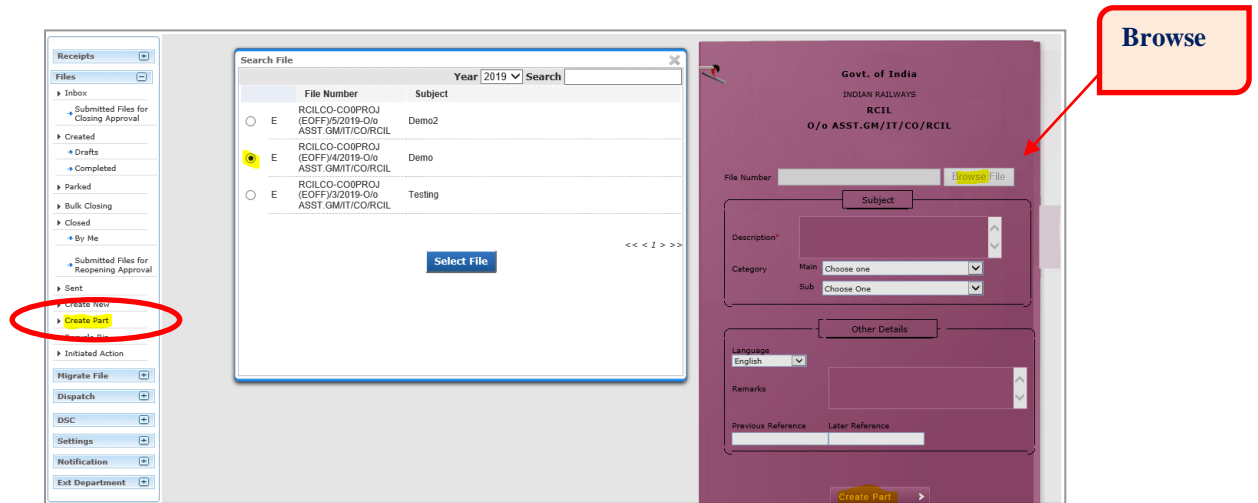 Browse
Receipts
Files
Inbox
Submitted Files for
Closing Approval
Created
Drafts
Completed
Parked
Bulk Closing
Closed
By Me
Submitted Files for
Reopening Approval
Sent
Create New
Create Part
Recycle Bin
Initiated Action
Migrate File
Dispatch
DSC
Settings
Notification
Ext Department
Search File
Year 2019 Search
File Number Subject
RCILCO-CO0PROJ
E (EOFF)/5/2019-O/o Demo2
ASST.GM/IT/CO/RCIL
RCILCO-CO0PROJ
E (EOFF)/4/2019-O/o Demo
ASST.GM/IT/CO/RCIL
RCILCO-CO0PROJ
E (EOFF)/3/2019-O/o Testing
ASST.GM/IT/CO/RCIL
<< < 1 > >>
Select File
Govt. of India
INDIAN RAILWAYS
RCIL
O/o ASST.GM/IT/CO/RCIL
File Number Browse File
Subject
Description*
Category Main Choose one
Sub Choose One
Other Details
Language
English
Remarks
Previous Reference Later Reference
Create Part >